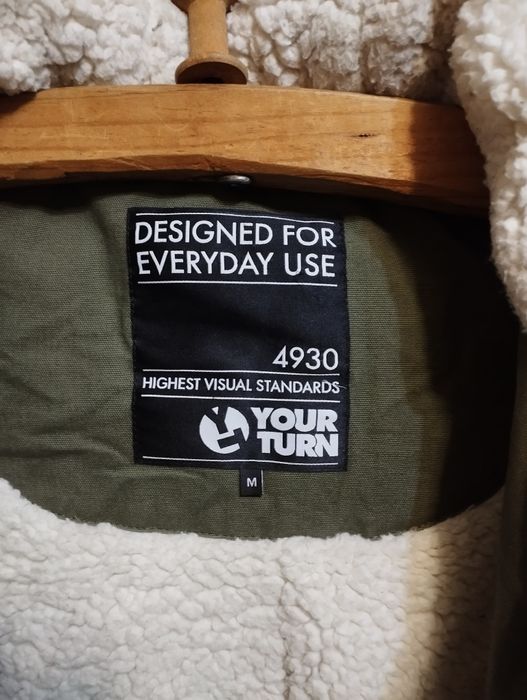 DESIGNED FOR
EVERYDAY USE
4930
HIGHEST VISUAL STANDARDS
YOUR
TURN
M